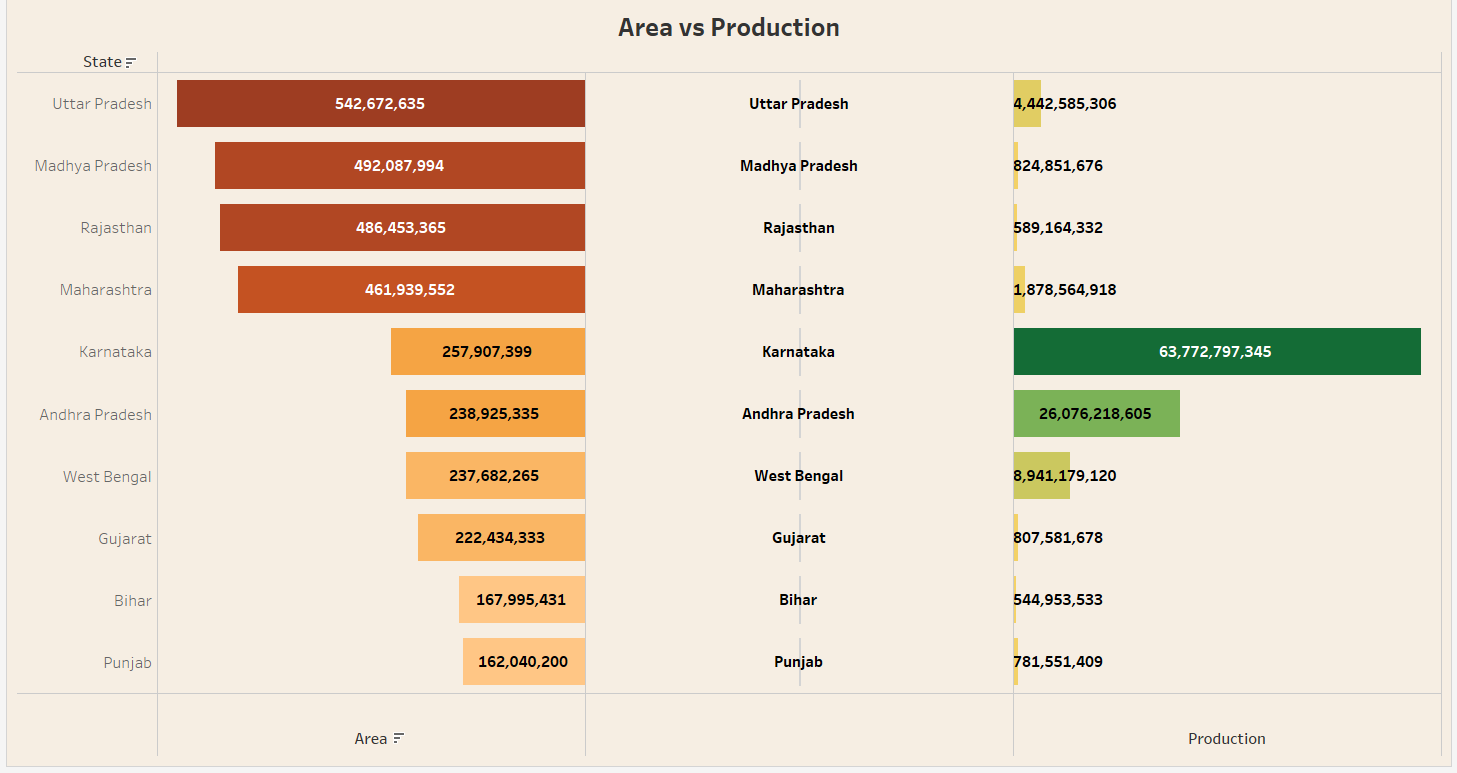 Area vs Production
State
Uttar Pradesh 542,672,635 Uttar Pradesh 4,442,585,306
Madhya Pradesh 492,087,994 Madhya Pradesh 824,851,676
Rajasthan 486,453,365 Rajasthan 589,164,332
Maharashtra 461,939,552 Maharashtra 1,878,564,918
Karnataka 257,907,399 Karnataka 63,772,797,345
Andhra Pradesh 238,925,335 Andhra Pradesh 26,076,218,605
West Bengal 237,682,265 West Bengal 8,941,179,120
Gujarat 222,434,333 Gujarat 807,581,678
Bihar 167,995,431 Bihar 544,953,533
Punjab 162,040,200 Punjab 781,551,409
Area Production